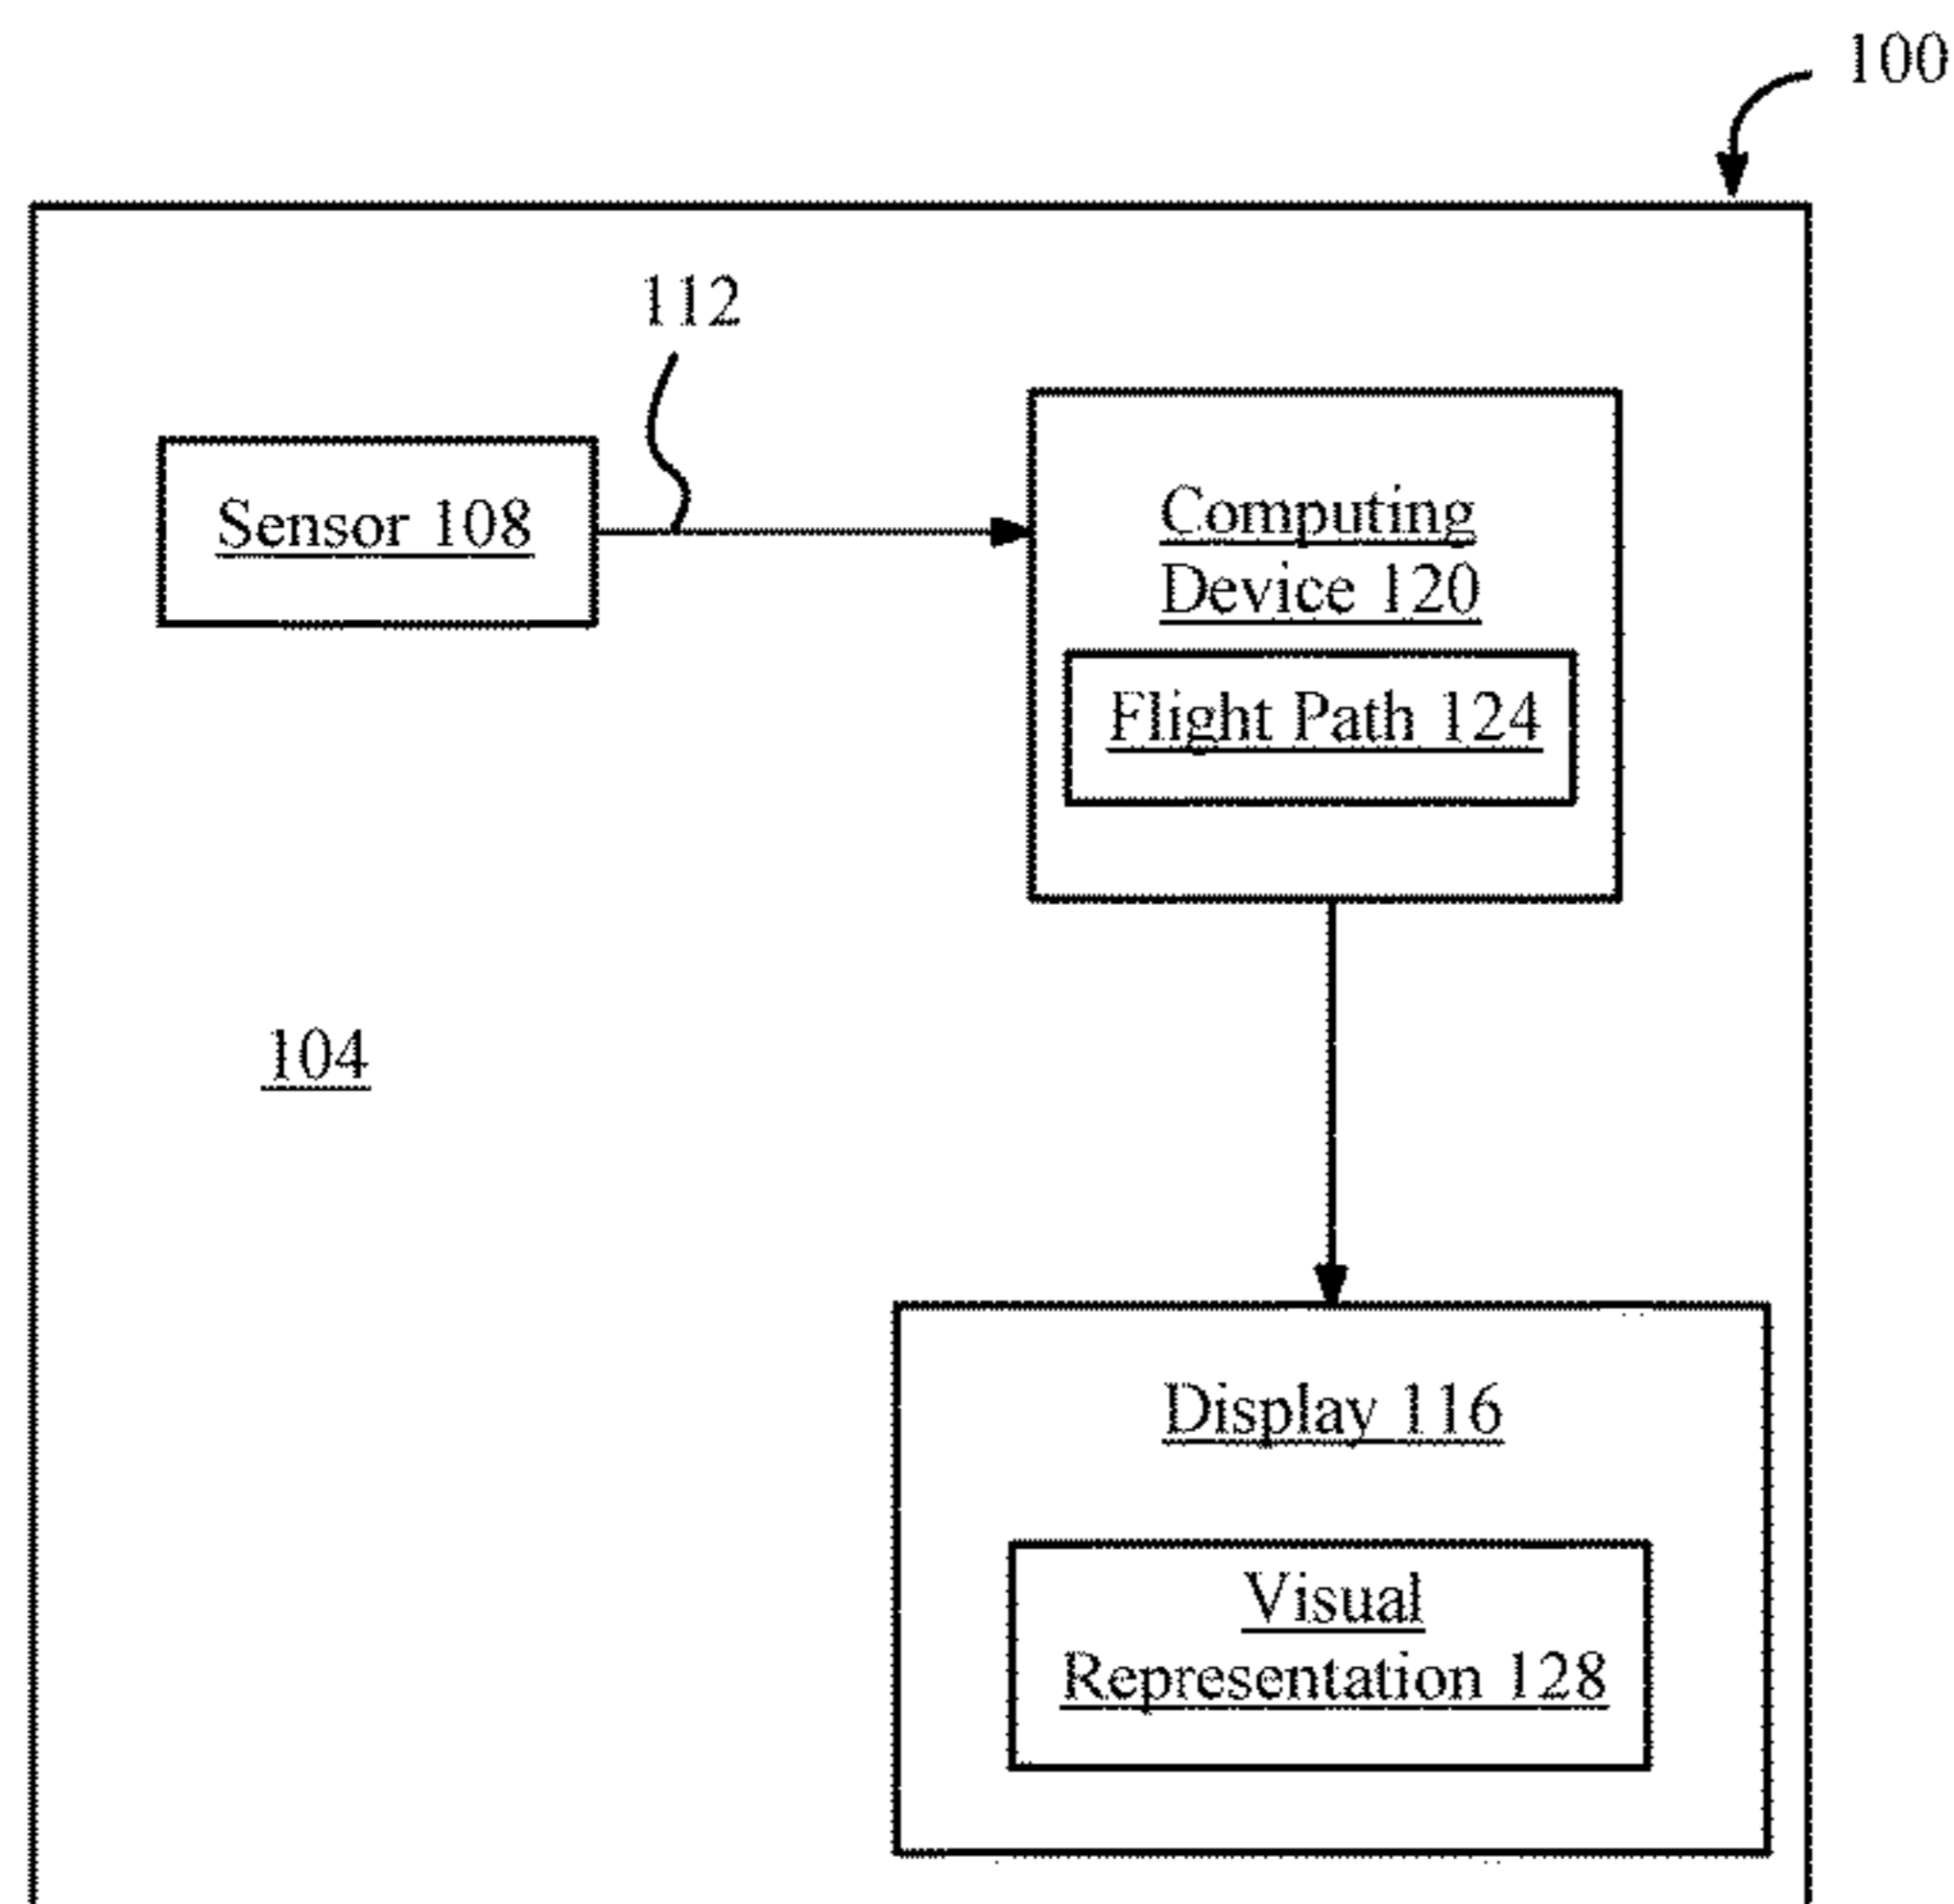 100
112
Sensor 108
Computing
Device 120
Flight Path 124
104
Display 116
Visual
Representation 128